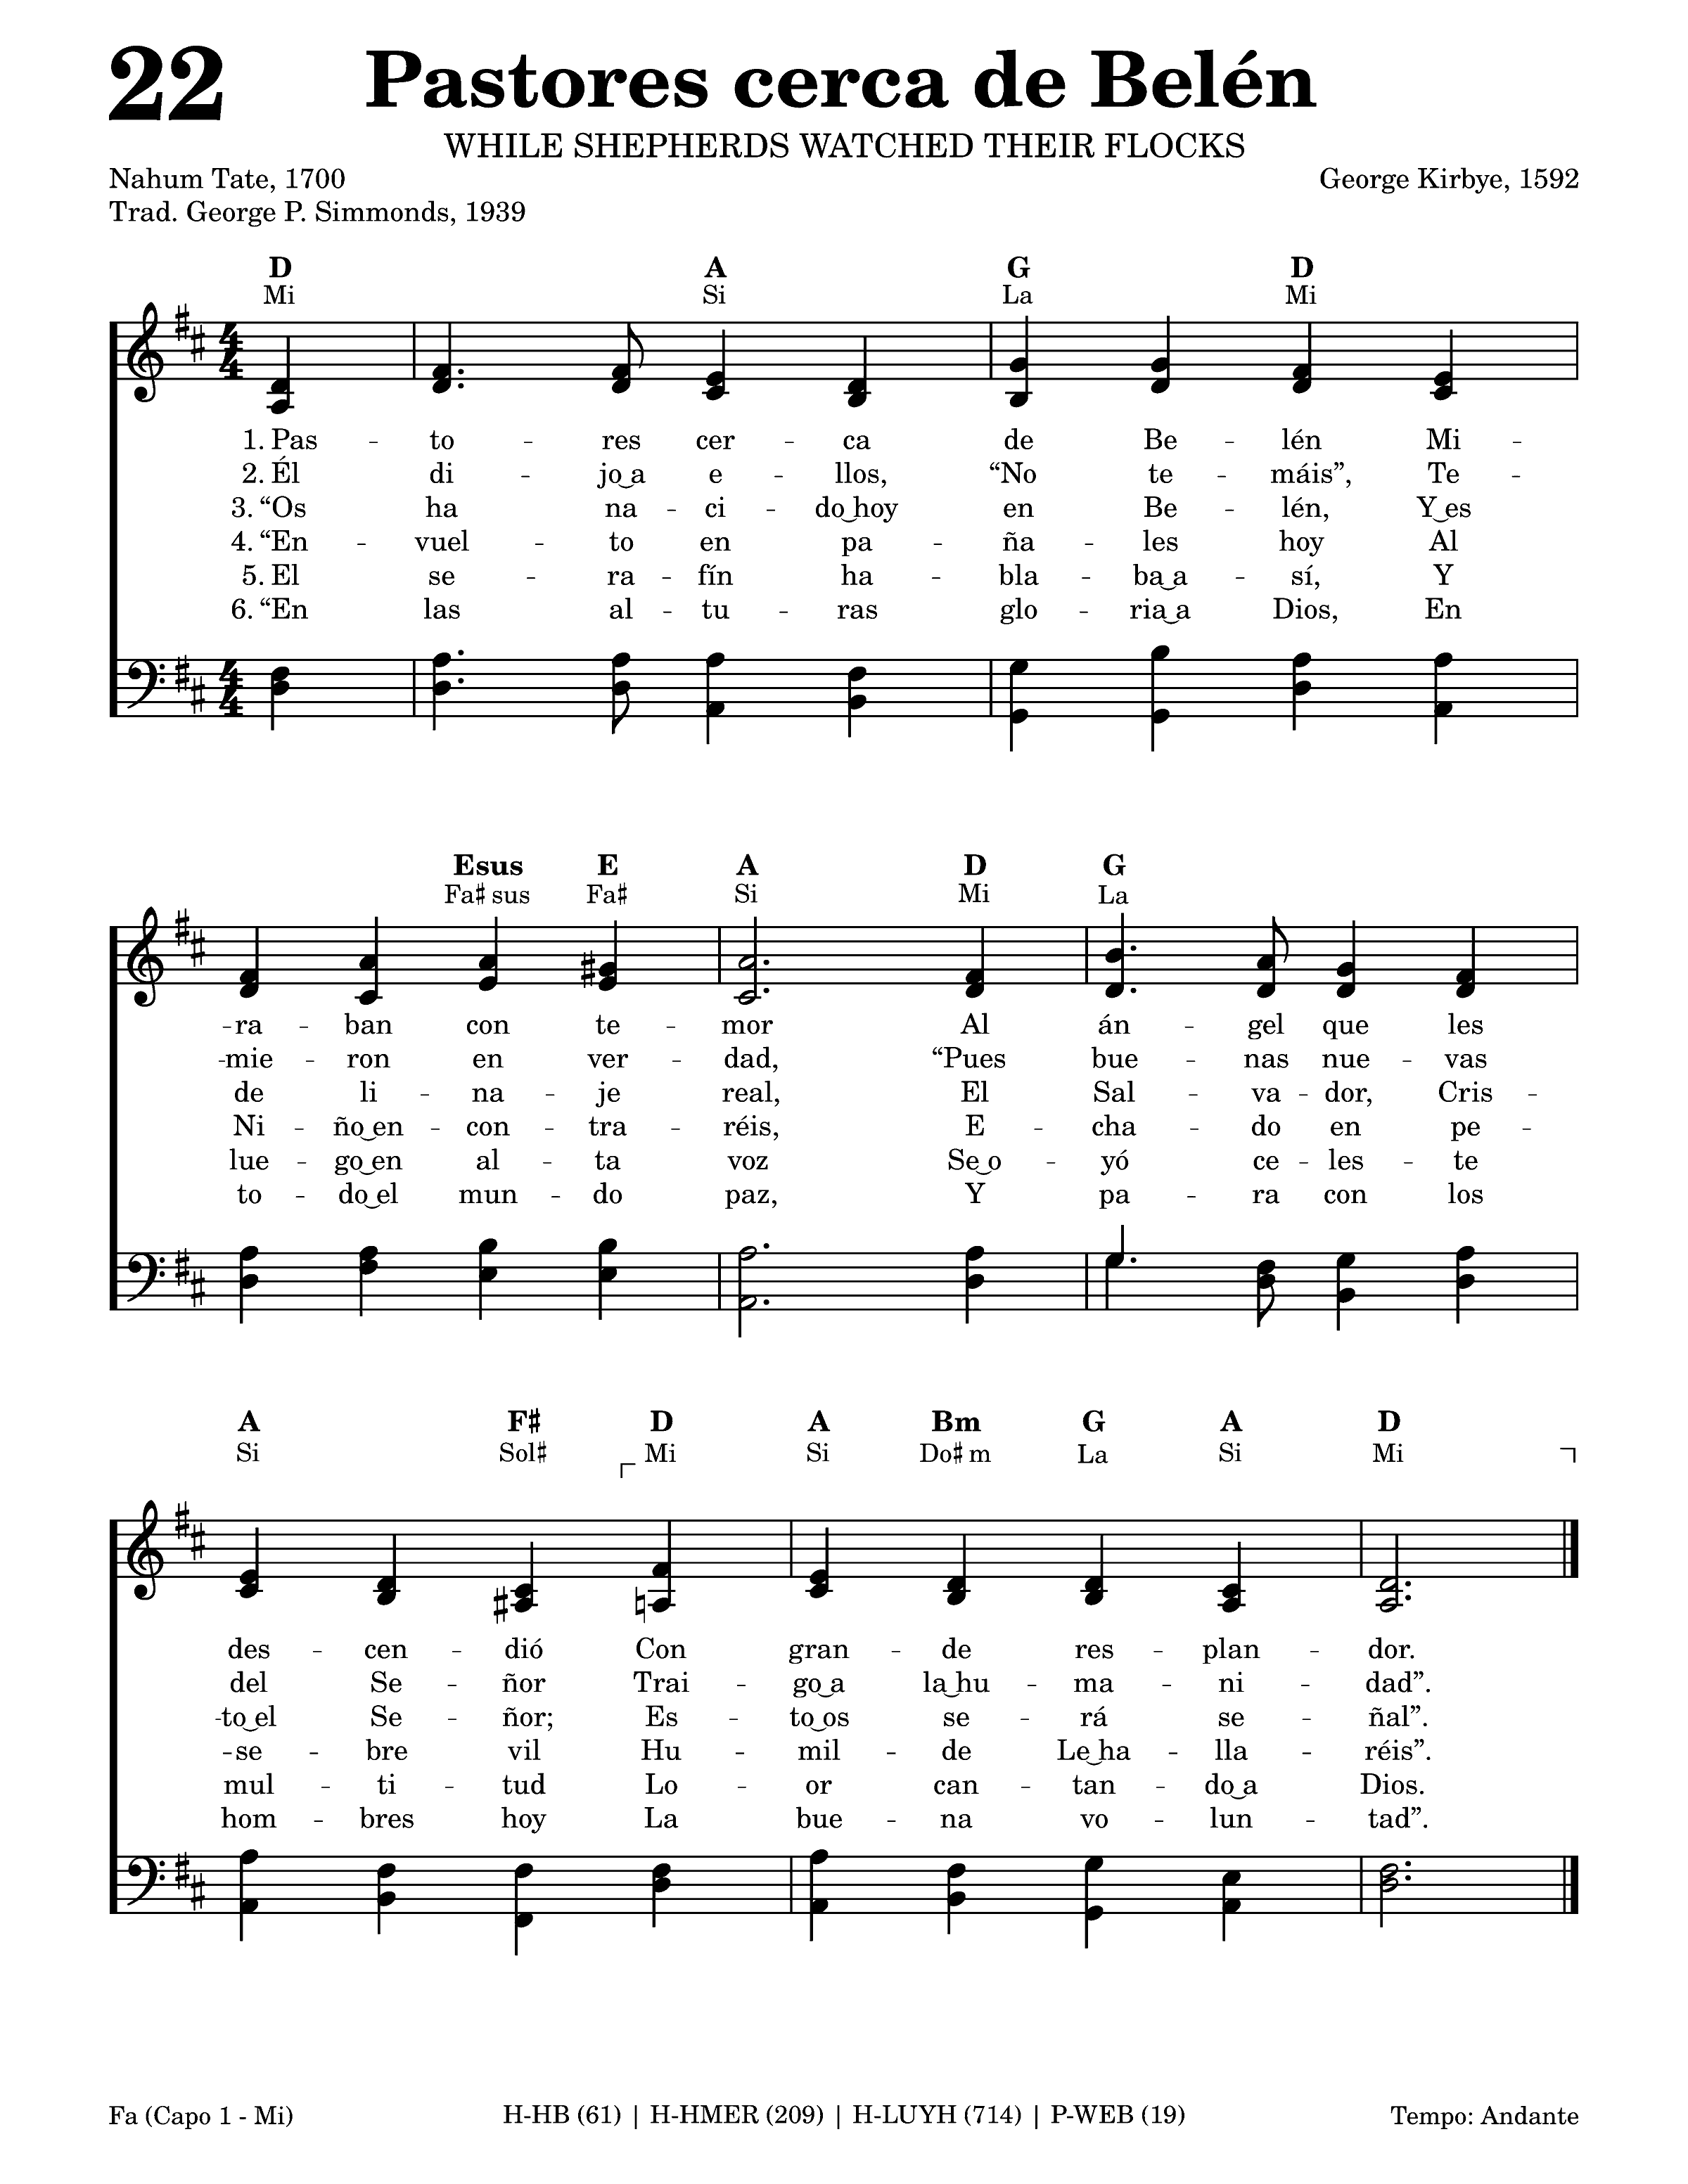 22 Pastores cerca de Belén
WHILE SHEPHERDS WATCHED THEIR FLOCKS
Nahum Tate, 1700 George Kirbye, 1592
Trad. George P. Simmonds, 1939
D A G D
Mi Si La Mi
4/4
1. Pas - to - res cer - ca de Be - lén Mi -
2. Él di - jo‿a e - llos, “No te - máis”, Te -
3. “Os ha na - ci - do‿hoy en Be - lén, Y‿es
4. “En - vuel - to en pa - ña - les hoy Al
5. El se - ra - fín ha - bla - ba‿a - sí, Y
6. “En las al - tu - ras glo - ria‿a Dios, En
4/4
Esus E A D G
Fa♯ sus Fa♯ Si Mi La
- ra - ban con te - mor Al án - gel que les
- mie - ron en ver - dad, “Pues bue - nas nue - vas
de li - na - je real, El Sal - va - dor, Cris -
Ni - ño‿en - con - tra - réis, E - cha - do en pe -
lue - go‿en al - ta voz Se‿o - yó ce - les - te
to - do‿el mun - do paz, Y pa - ra con los
A F♯ D A Bm G A D
Si Sol♯ Mi Si Do♯ m La Si Mi
des - cen - dió Con gran - de res - plan - dor.
del Se - ñor Trai - go‿a la‿hu - ma - ni - dad”.
- to‿el Se - ñor; Es - to‿os se - rá se - ñal”.
- se - bre vil Hu - mil - de Le‿ha - lla - réis”.
mul - ti - tud Lo - or can - tan - do‿a Dios.
hom - bres hoy La bue - na vo - lun - tad”.
Fa (Capo 1 - Mi) H-HB (61) | H-HMER (209) | H-LUYH (714) | P-WEB (19) Tempo: Andante